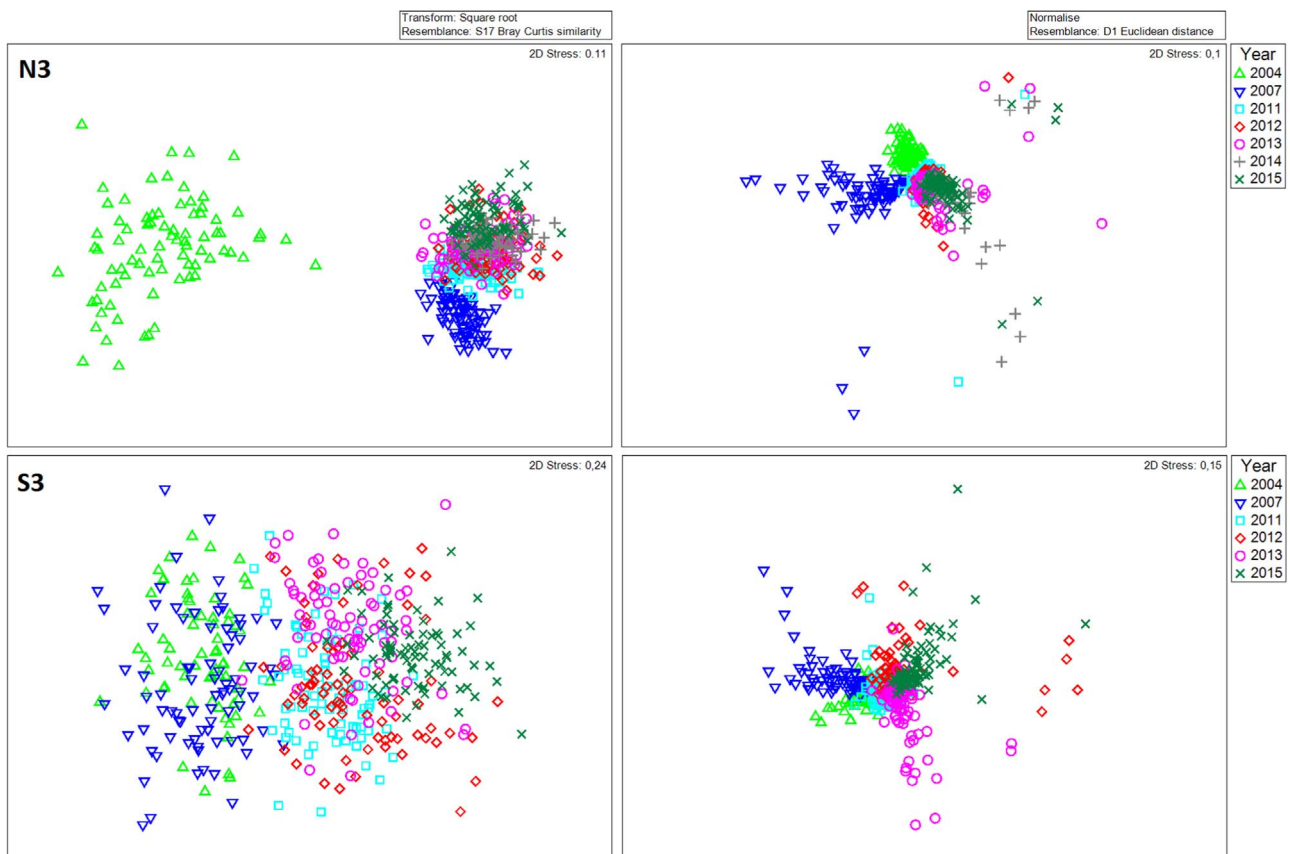 Transform: Square root
Resemblance: S17 Bray Curtis similarity
Normalise
Resemblance: D1 Euclidean distance
N3
2D Stress: 0.11
2D Stress: 0,1
Year
2004
2007
2011
2012
2013
2014
2015
S3
2D Stress: 0,24
2D Stress: 0,15
Year
2004
2007
2011
2012
2013
2015